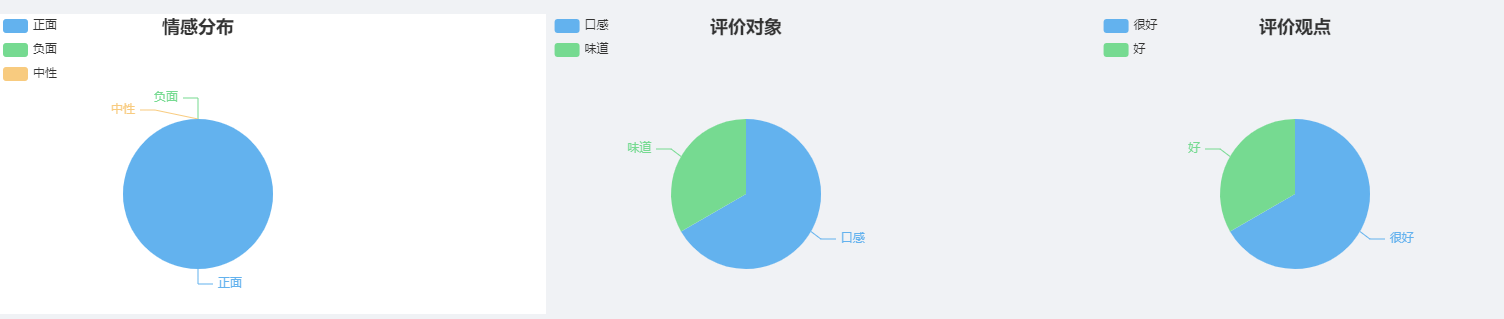 情感分布
正面
负面
中性
负面
中性
正面
评价对象
口感
味道
味道
口感
评价观点
很好
好
好
很好